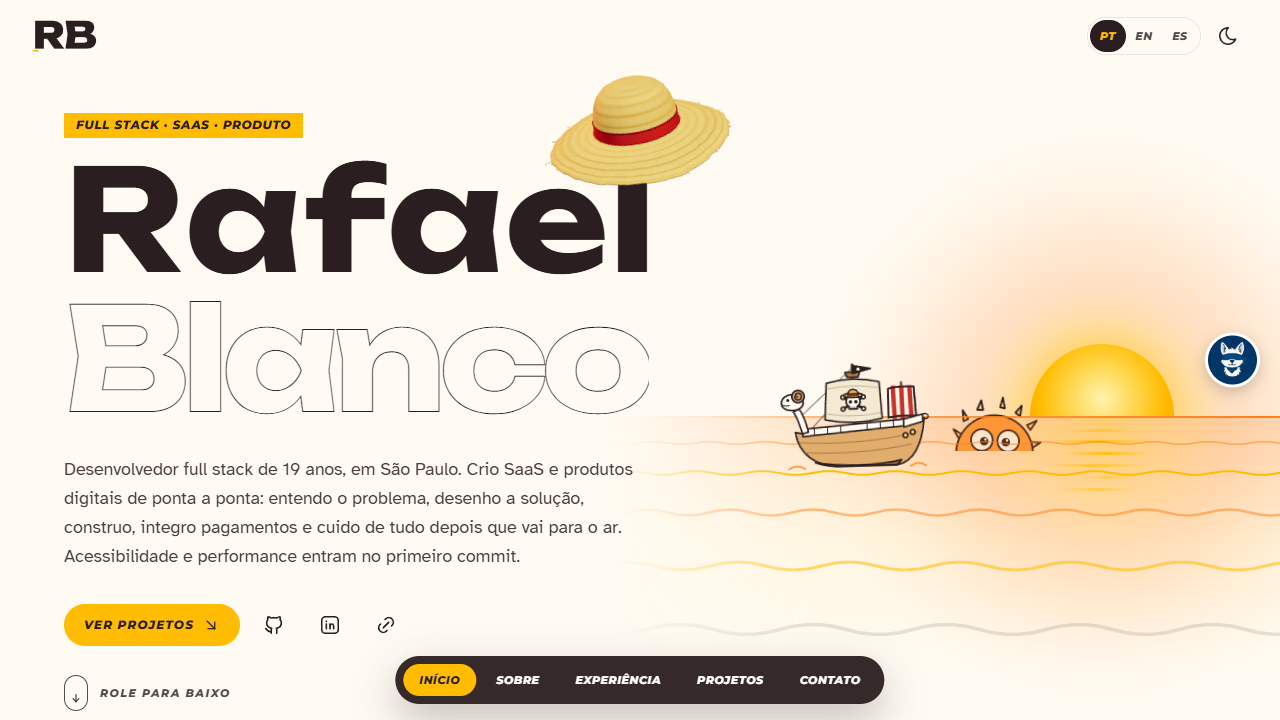 RB
PT
EN
ES
FULL STACK · SAAS · PRODUTO
Rafael
Blanco
Desenvolvedor full stack de 19 anos, em São Paulo. Crio SaaS e produtos
digitais de ponta a ponta: entendo o problema, desenho a solução,
construo, integro pagamentos e cuido de tudo depois que vai para o ar.
Acessibilidade e performance entram no primeiro commit.
VER PROJETOS
in
ROLE PARA BAIXO
INÍCIO
SOBRE
EXPERIÊNCIA
PROJETOS
CONTATO